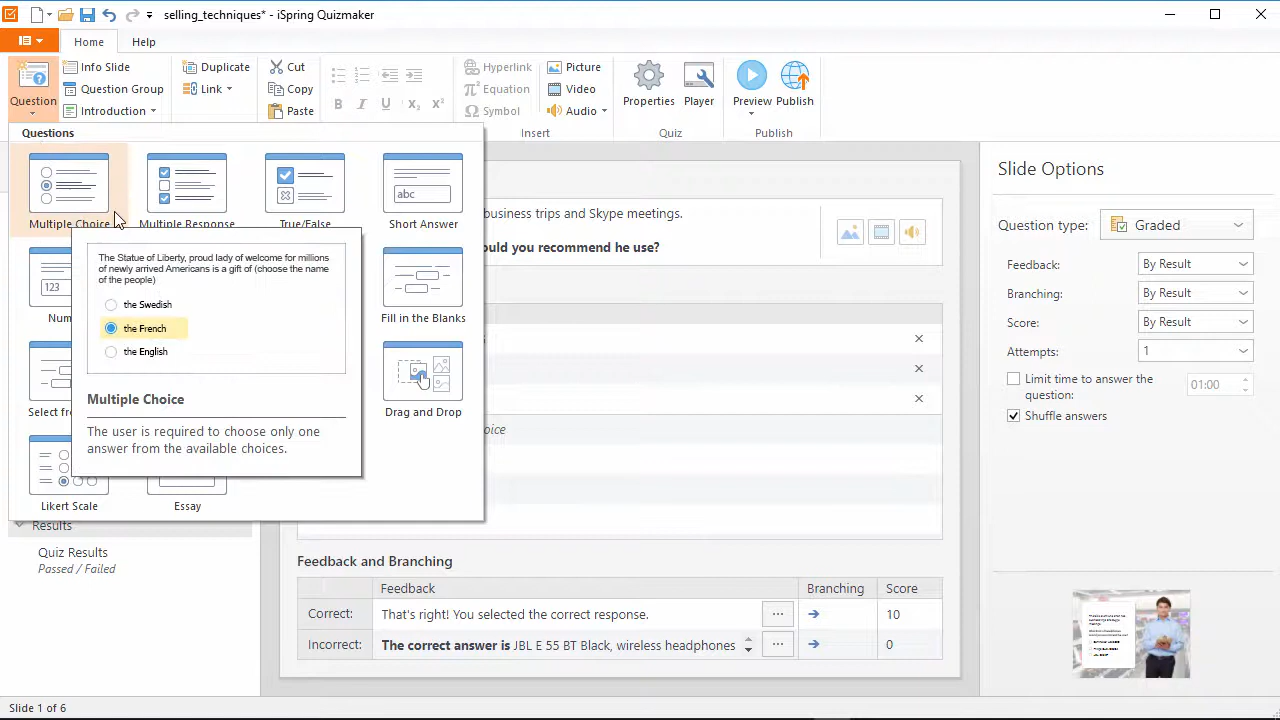 selling_techniques* - iSpring Quizmaker
Home
Help
Question
Info Slide
Question Group
Introduction
Duplicate
Link
Cut
Copy
Paste
B I U x₂ x²
Hyperlink
π² Equation
Ω Symbol
Picture
Video
Audio
Insert
Properties
Player
Quiz
Preview
Publish
Publish
Questions
Multiple Choice
Multiple Response
True/False
abc
Short Answer
123
Num
Fill in the Blanks
Select fro
Drag and Drop
Likert Scale
Essay
The Statue of Liberty, proud lady of welcome for millions
of newly arrived Americans is a gift of (choose the name
of the people)
the Swedish
the French
the English
Multiple Choice
The user is required to choose only one
answer from the available choices.
business trips and Skype meetings.
ould you recommend he use?
s
oice
Results
Quiz Results
Passed / Failed
Feedback and Branching
Feedback
Branching
Score
Correct:
That's right! You selected the correct response.
...
10
Incorrect:
The correct answer is JBL E 55 BT Black, wireless headphones
...
0
Slide Options
Question type:
Graded
Feedback:
By Result
Branching:
By Result
Score:
By Result
Attempts:
1
Limit time to answer the
question:
01:00
Shuffle answers
Slide 1 of 6